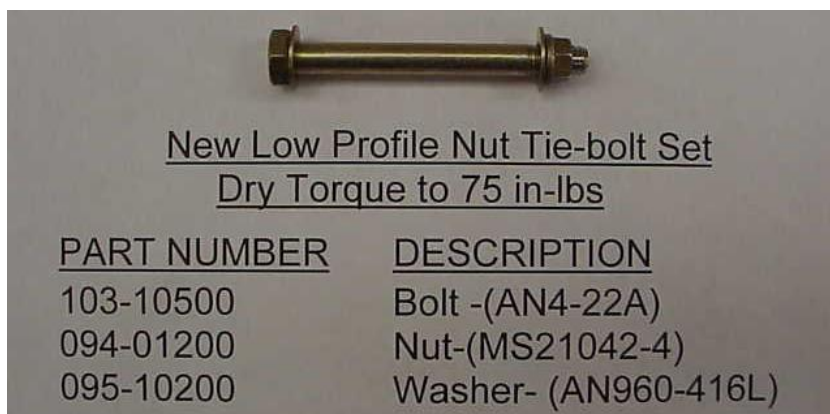 New Low Profile Nut Tie-bolt Set
Dry Torque to 75 in-lbs
PART NUMBER DESCRIPTION
103-10500 Bolt -(AN4-22A)
094-01200 Nut-(MS21042-4)
095-10200 Washer- (AN960-416L)